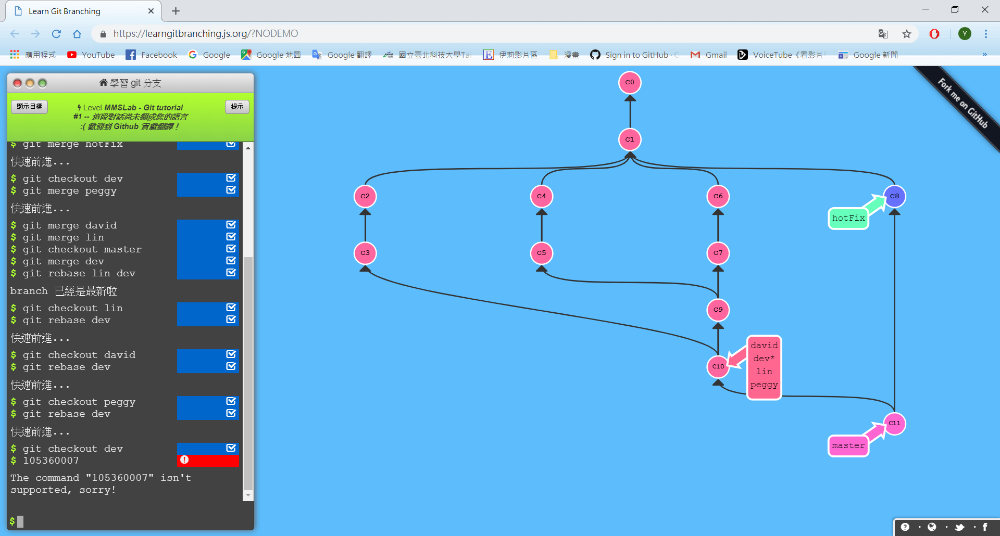 Learn Git Branching
https://learngitbranching.js.org/?NODEMO
Y
應用程式
YouTube
Facebook
Google
Google 地圖
Google 翻譯
國立臺北科技大學Tai
伊莉影片區
漫畫
Sign in to GitHub · G
Gmail
VoiceTube《看影片
Google 新聞
»
學習 git 分支
顯示目標
Level MMSLab - Git tutorial
#1 -- 這段對話尚未翻成您的語言
:( 歡迎到 Github 貢獻翻譯！
提示
$ git merge hotFix
快速前進...
$ git checkout dev
$ git merge peggy
快速前進...
$ git merge david
$ git merge lin
$ git checkout master
$ git merge dev
$ git rebase lin dev
branch 已經是最新啦
$ git checkout lin
$ git rebase dev
快速前進...
$ git checkout david
$ git rebase dev
快速前進...
$ git checkout peggy
$ git rebase dev
快速前進...
$ git checkout dev
$ 105360007
The command "105360007" isn't
supported, sorry!
$
C0
C1
C2
C4
C6
C8
hotFix
C3
C5
C7
C9
C10
david
dev*
lin
peggy
C11
master
Fork me on GitHub